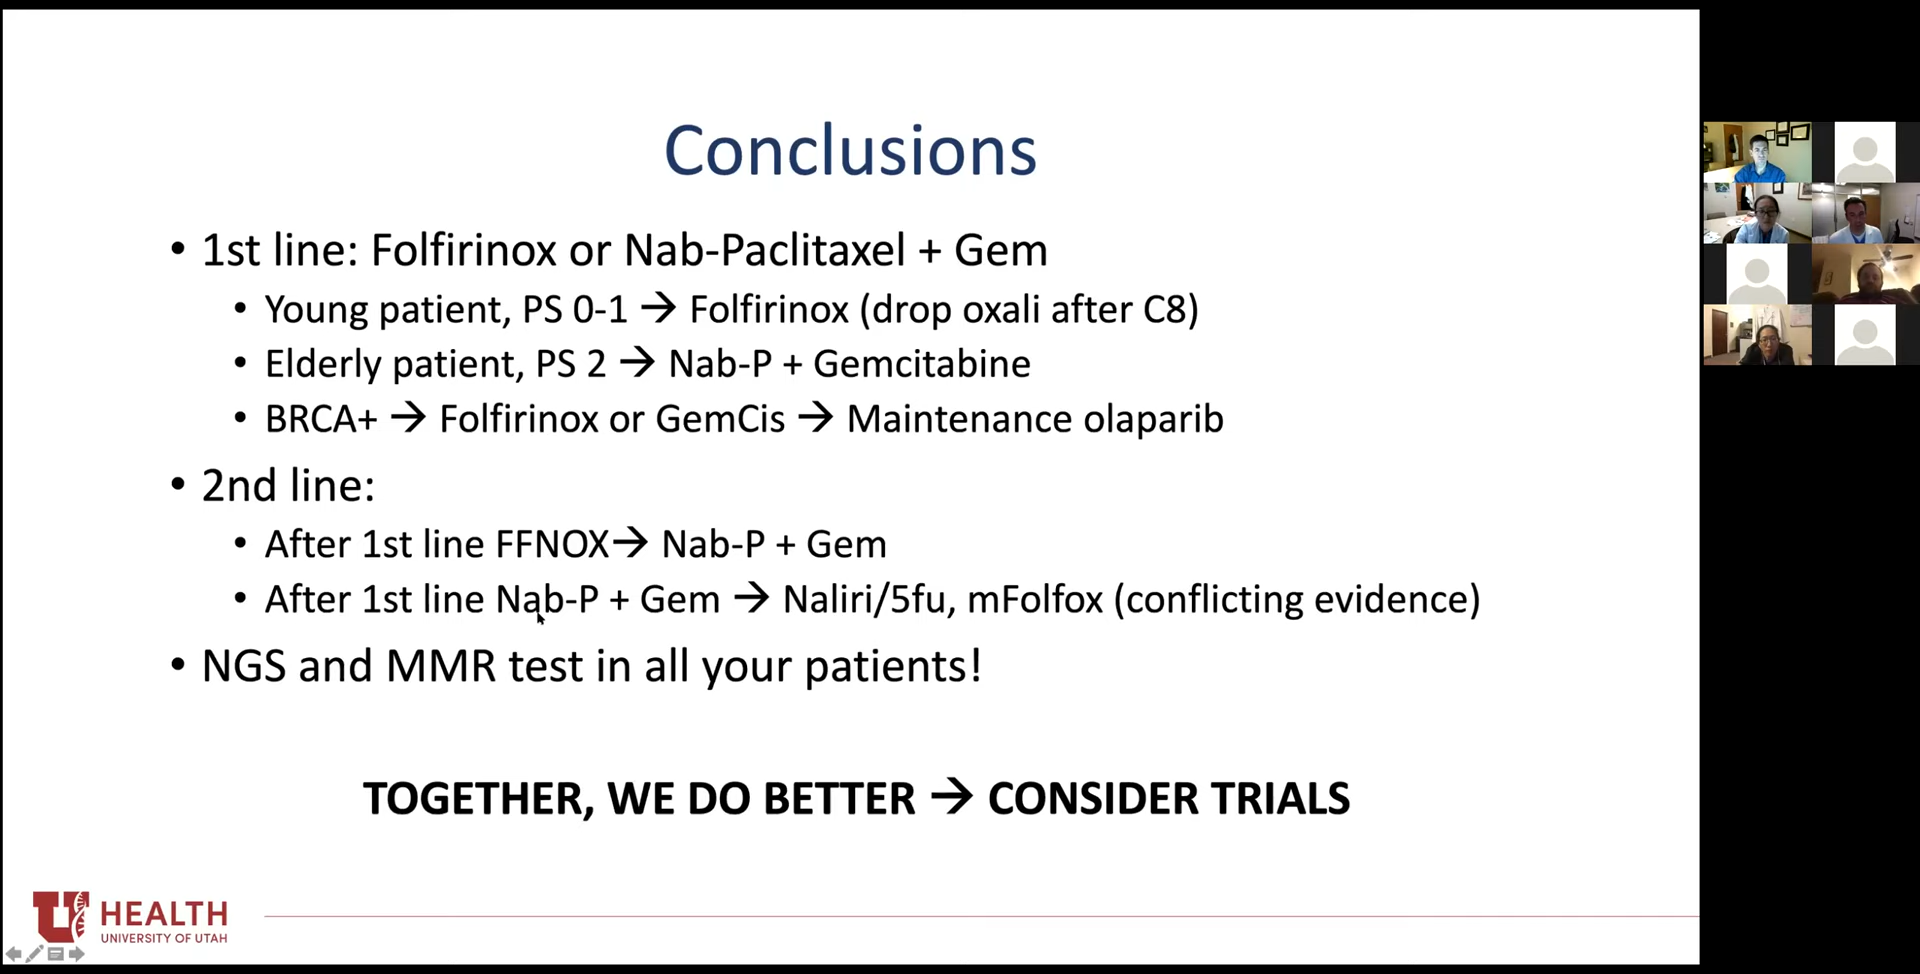 Conclusions
• 1st line: Folfirinox or Nab-Paclitaxel + Gem
• Young patient, PS 0-1 → Folfirinox (drop oxali after C8)
• Elderly patient, PS 2 → Nab-P + Gemcitabine
• BRCA+ → Folfirinox or GemCis → Maintenance olaparib
• 2nd line:
• After 1st line FFNOX→ Nab-P + Gem
• After 1st line Nab-P + Gem → Naliri/5fu, mFolfox (conflicting evidence)
• NGS and MMR test in all your patients!
TOGETHER, WE DO BETTER → CONSIDER TRIALS
U HEALTH
UNIVERSITY OF UTAH